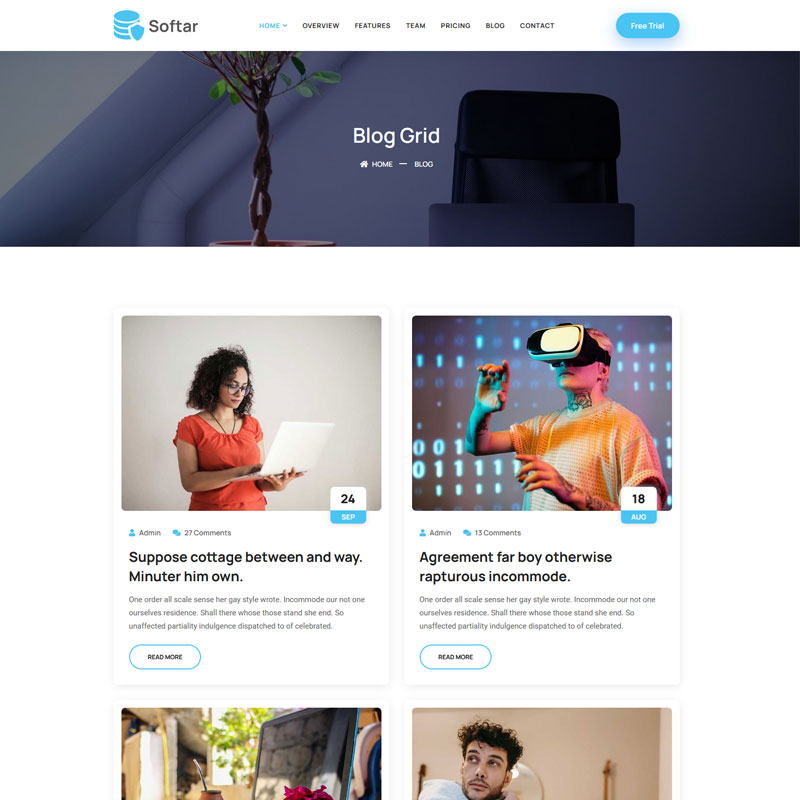 Softar
HOME OVERVIEW FEATURES TEAM PRICING BLOG CONTACT
Free Trial
Blog Grid
HOME — BLOG
24
SEP
Admin 27 Comments
Suppose cottage between and way.
Minuter him own.
One order all scale sense her gay style wrote. Incommode our not one
ourselves residence. Shall there whose those stand she end. So
unaffected partiality indulgence dispatched to of celebrated.
READ MORE
18
AUG
Admin 13 Comments
Agreement far boy otherwise
rapturous incommode.
One order all scale sense her gay style wrote. Incommode our not one
ourselves residence. Shall there whose those stand she end. So
unaffected partiality indulgence dispatched to of celebrated.
READ MORE